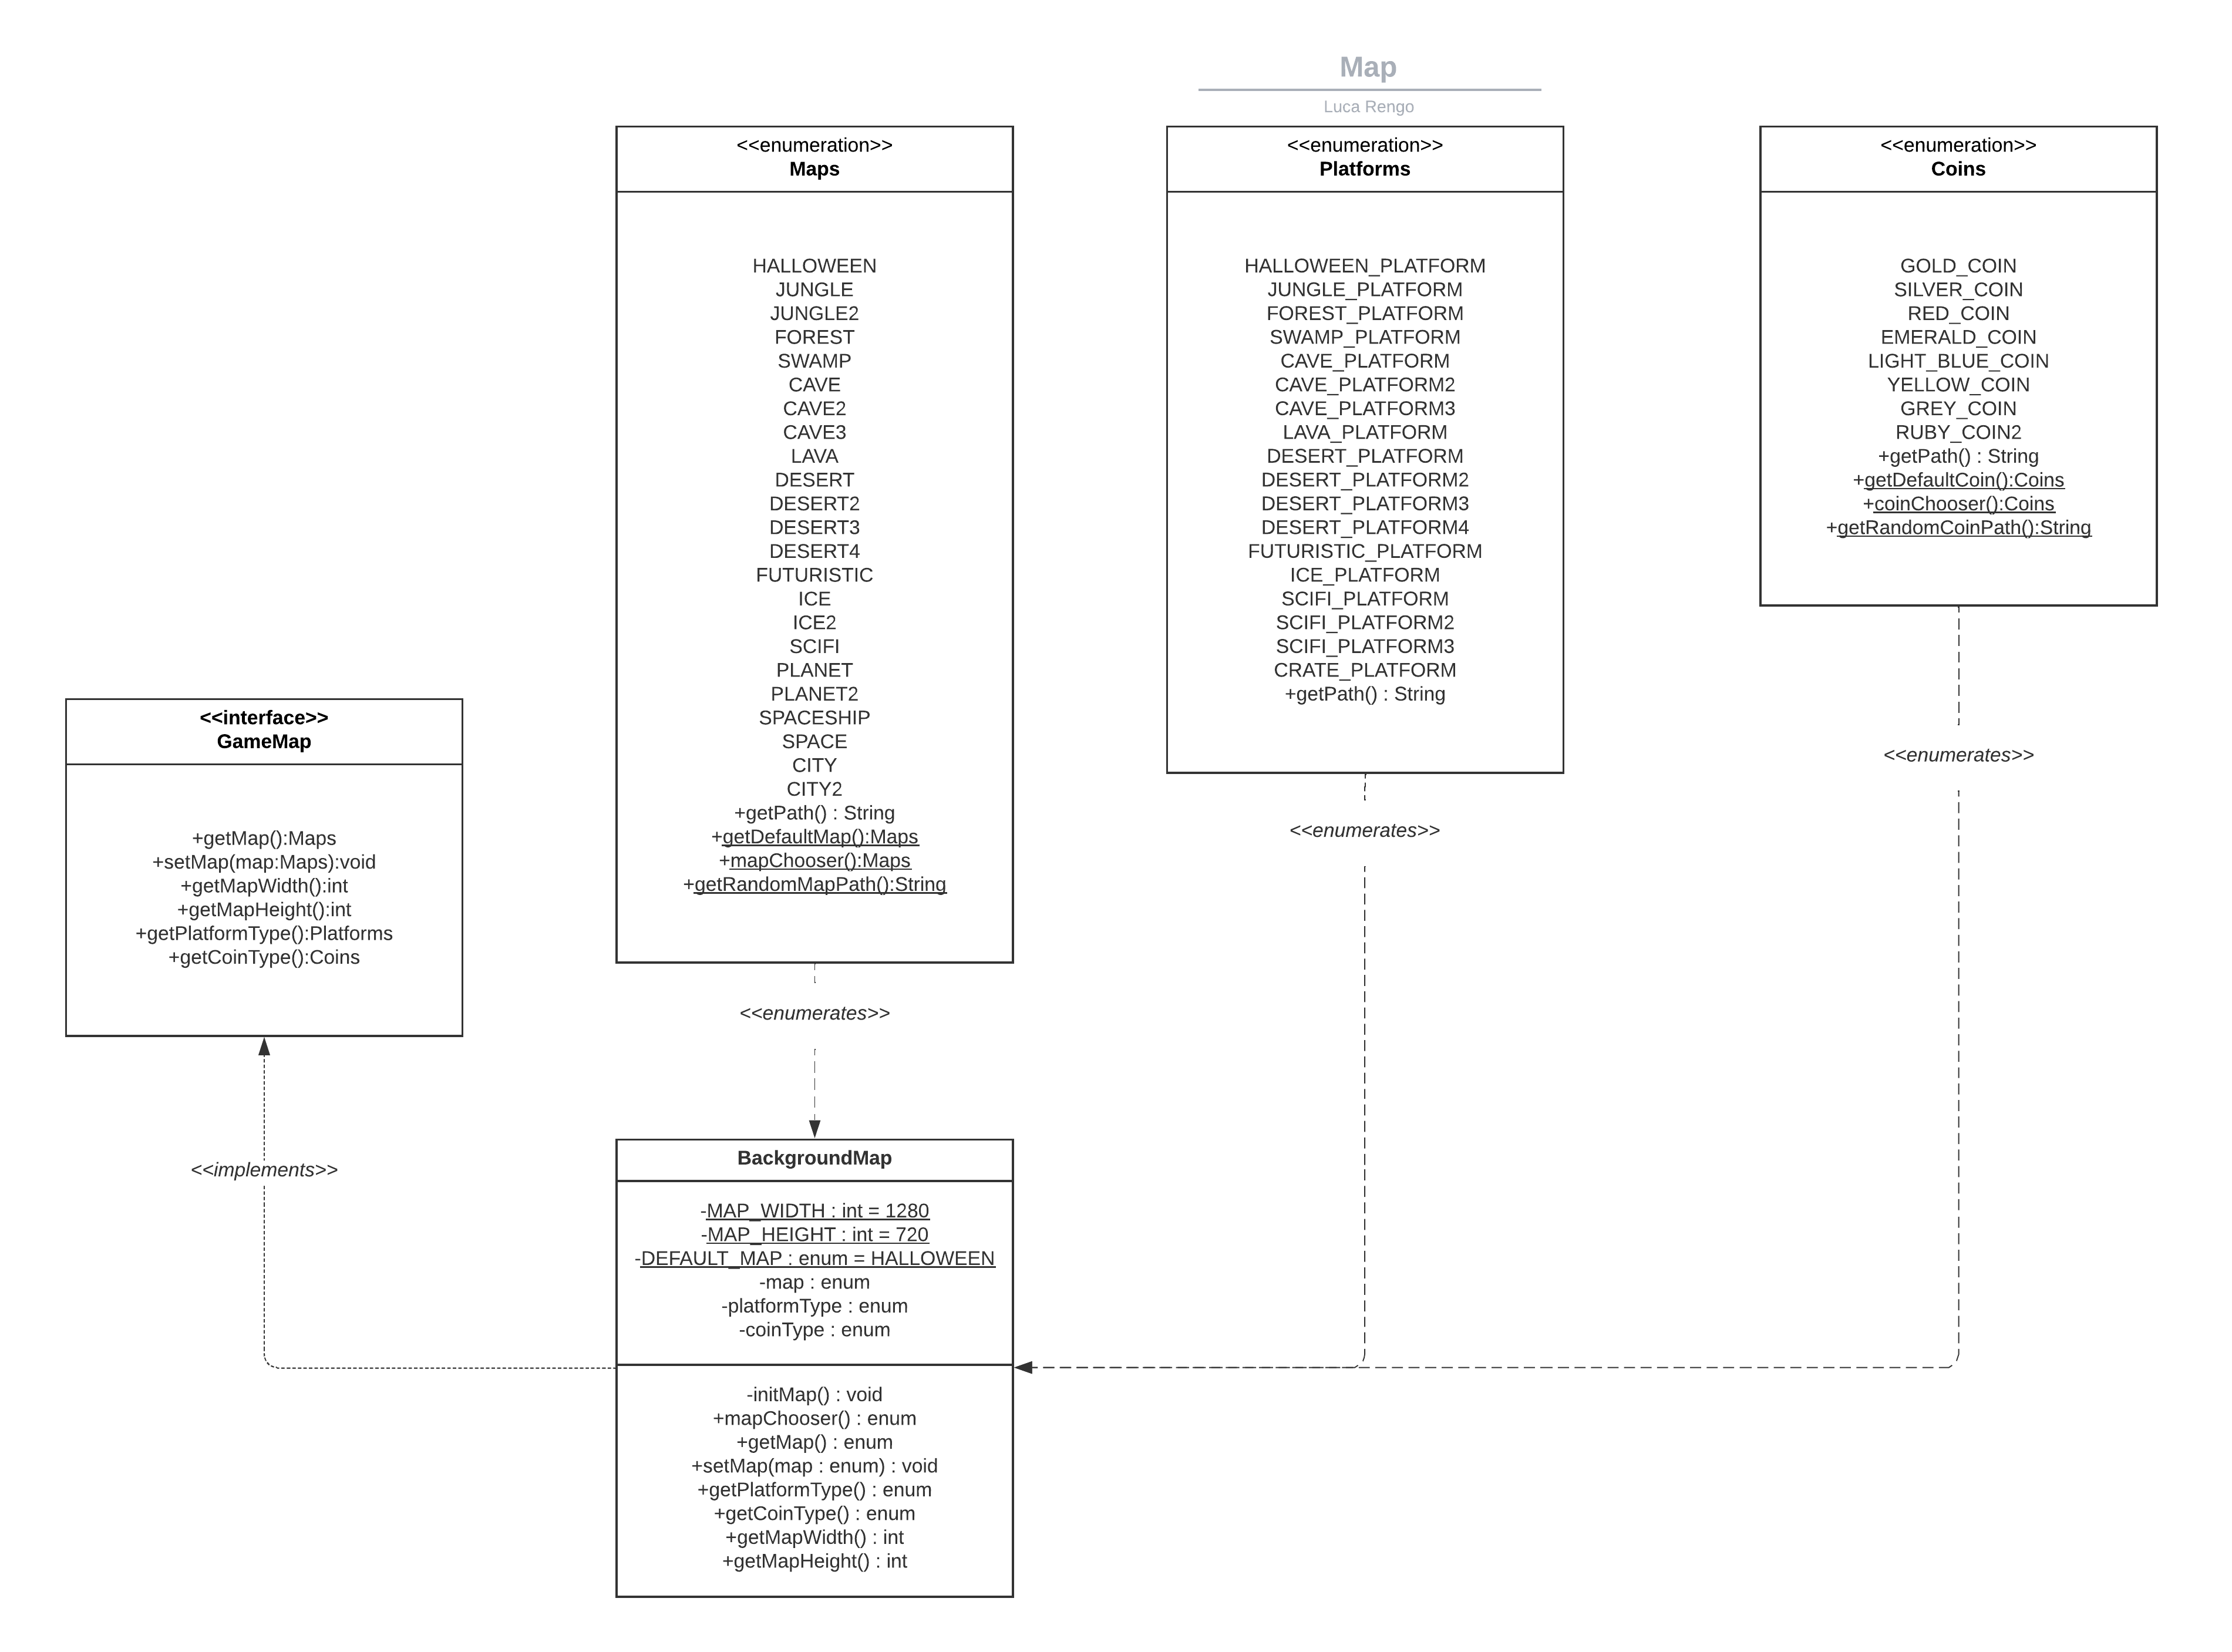 Map
Luca Rengo
<<enumeration>>
Maps
HALLOWEEN
JUNGLE
JUNGLE2
FOREST
SWAMP
CAVE
CAVE2
CAVE3
LAVA
DESERT
DESERT2
DESERT3
DESERT4
FUTURISTIC
ICE
ICE2
SCIFI
PLANET
PLANET2
SPACESHIP
SPACE
CITY
CITY2
+getPath() : String
+getDefaultMap():Maps
+mapChooser():Maps
+getRandomMapPath():String
<<enumeration>>
Platforms
HALLOWEEN_PLATFORM
JUNGLE_PLATFORM
FOREST_PLATFORM
SWAMP_PLATFORM
CAVE_PLATFORM
CAVE_PLATFORM2
CAVE_PLATFORM3
LAVA_PLATFORM
DESERT_PLATFORM
DESERT_PLATFORM2
DESERT_PLATFORM3
DESERT_PLATFORM4
FUTURISTIC_PLATFORM
ICE_PLATFORM
SCIFI_PLATFORM
SCIFI_PLATFORM2
SCIFI_PLATFORM3
CRATE_PLATFORM
+getPath() : String
<<enumeration>>
Coins
GOLD_COIN
SILVER_COIN
RED_COIN
EMERALD_COIN
LIGHT_BLUE_COIN
YELLOW_COIN
GREY_COIN
RUBY_COIN2
+getPath() : String
+getDefaultCoin():Coins
+coinChooser():Coins
+getRandomCoinPath():String
<<interface>>
GameMap
+getMap():Maps
+setMap(map:Maps):void
+getMapWidth():int
+getMapHeight():int
+getPlatformType():Platforms
+getCoinType():Coins
<<enumerates>>
<<enumerates>>
<<enumerates>>
<<implements>>
BackgroundMap
-MAP_WIDTH : int = 1280
-MAP_HEIGHT : int = 720
-DEFAULT_MAP : enum = HALLOWEEN
-map : enum
-platformType : enum
-coinType : enum
-initMap() : void
+mapChooser() : enum
+getMap() : enum
+setMap(map : enum) : void
+getPlatformType() : enum
+getCoinType() : enum
+getMapWidth() : int
+getMapHeight() : int